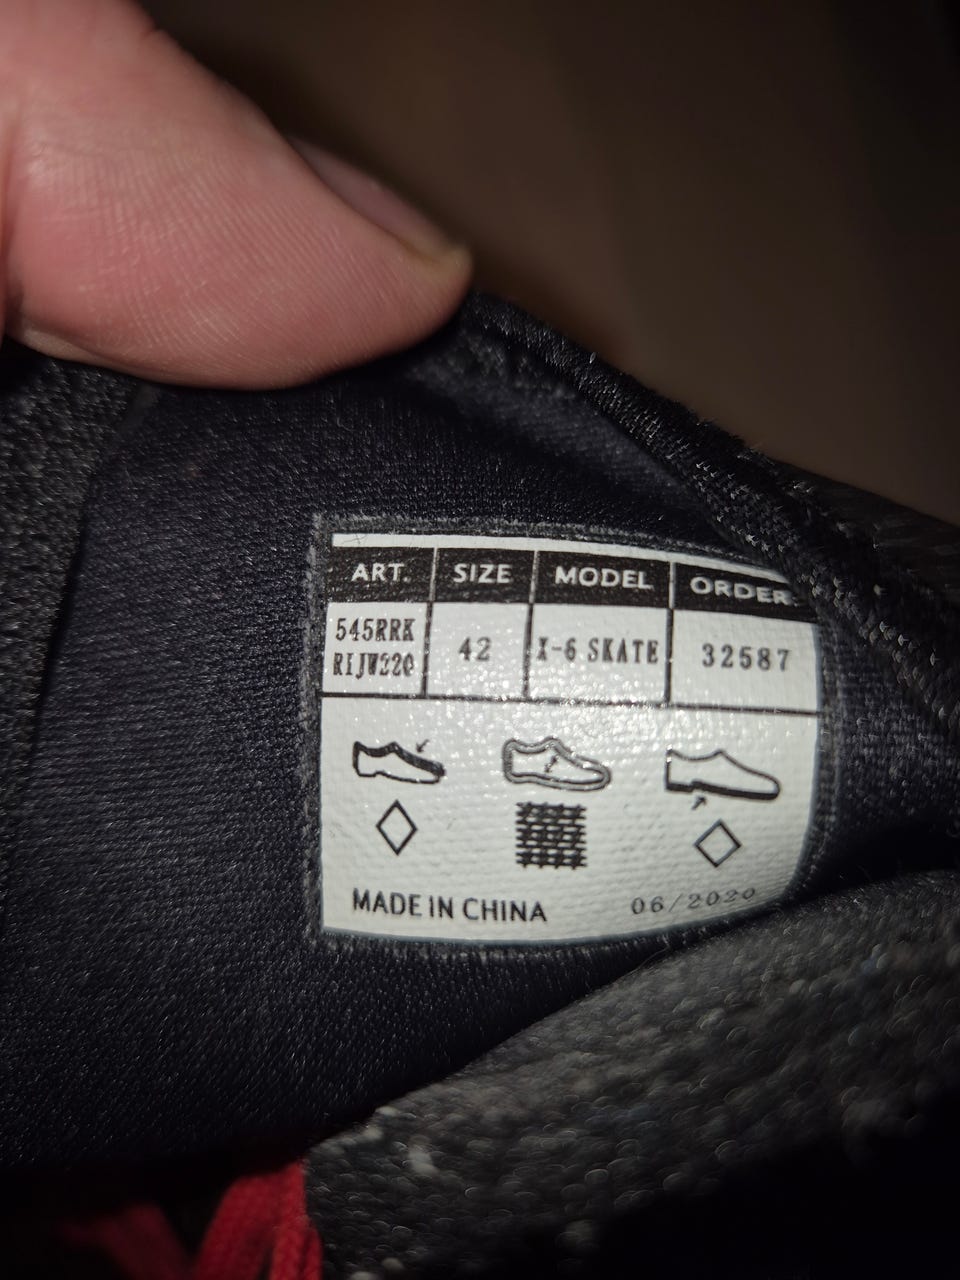 ART. SIZE MODEL ORDER.
545RRK
RIJW220 42 X-6 SKATE 32587
MADE IN CHINA 06/2020